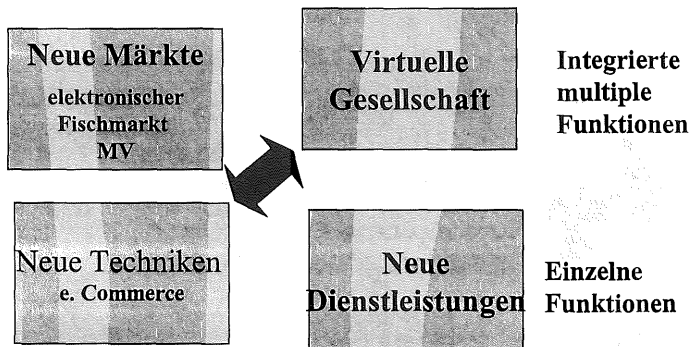 Neue Märkte
elektronischer
Fischmarkt
MV
Virtuelle
Gesellschaft
Integrierte
multiple
Funktionen
Neue Techniken
e. Commerce
Neue
Dienstleistungen
Einzelne
Funktionen